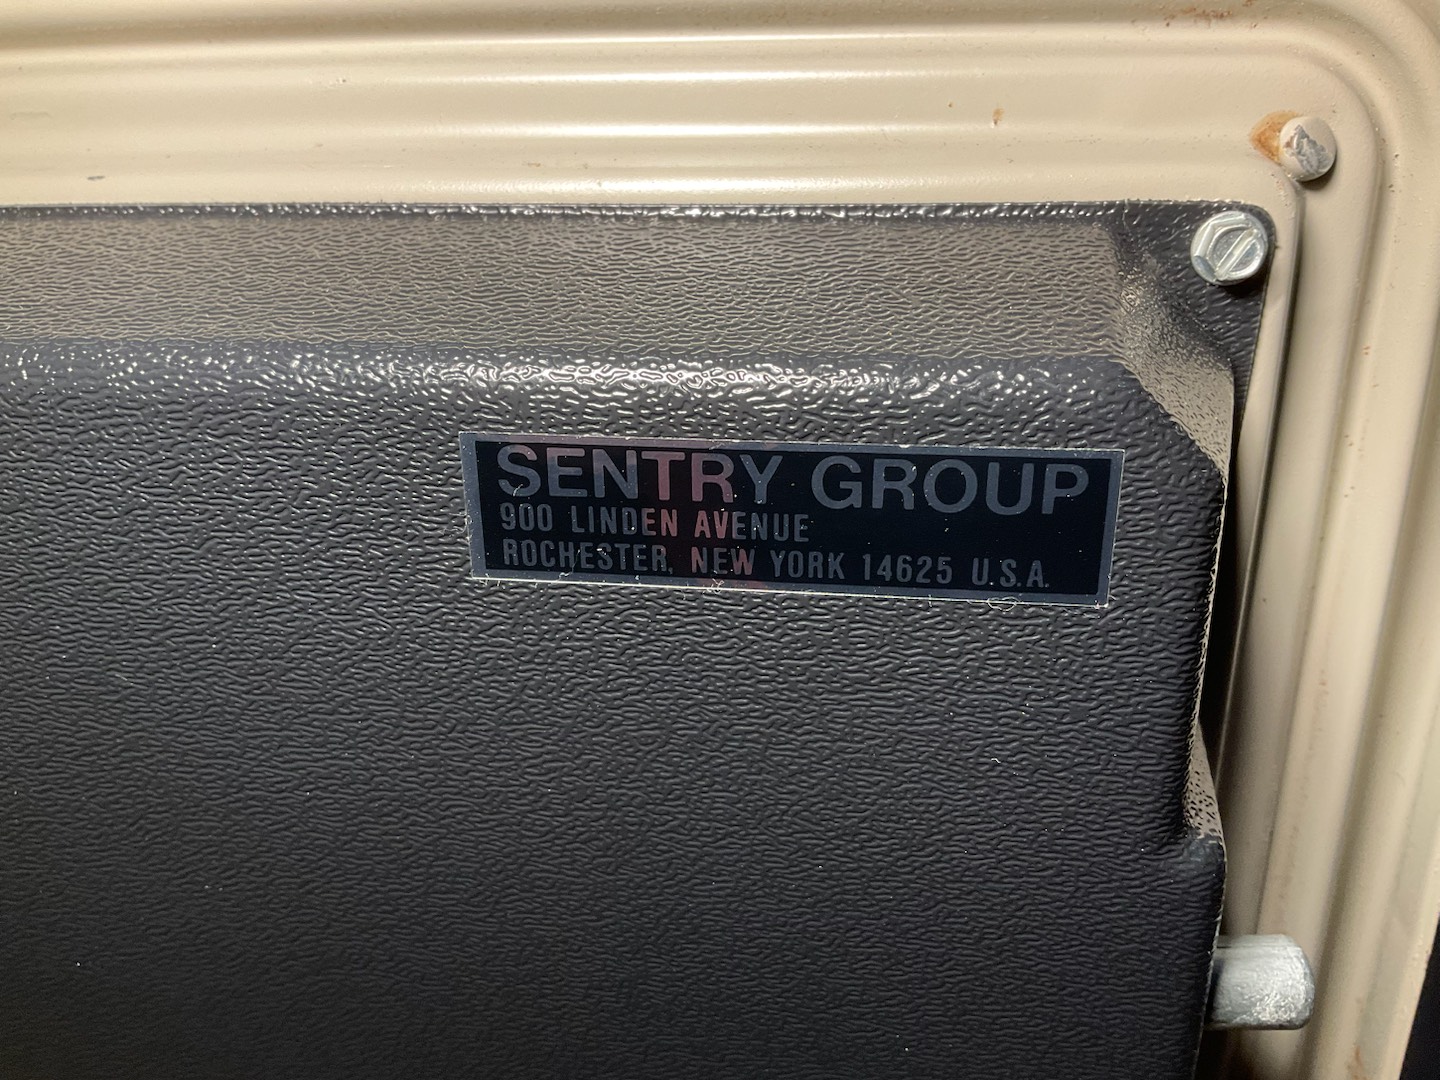 SENTRY GROUP
900 LINDEN AVENUE
ROCHESTER, NEW YORK 14625 U.S.A.